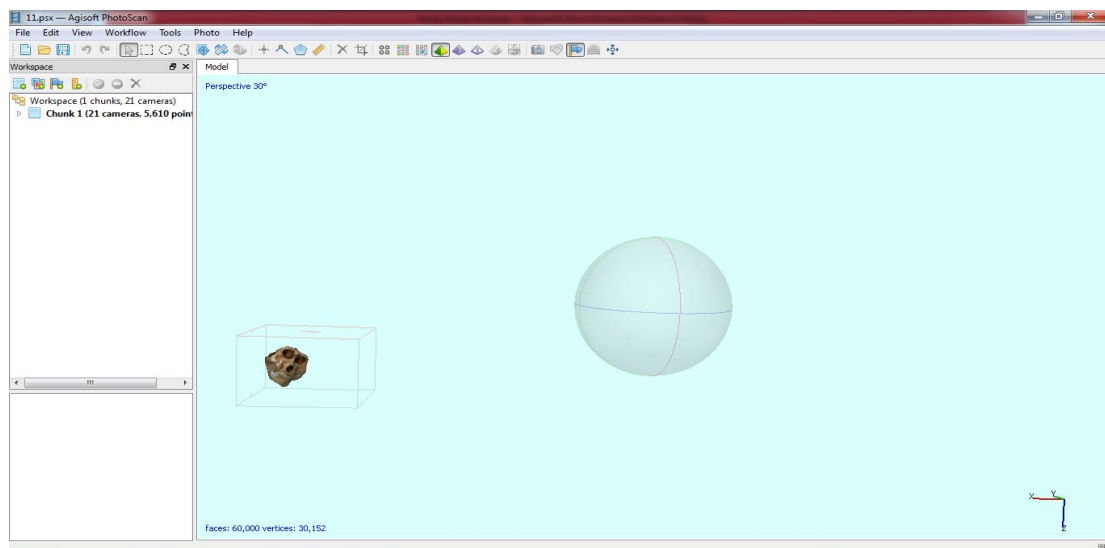 11.psx — Agisoft PhotoScan
File Edit View Workflow Tools Photo Help
Workspace
Model
Workspace (1 chunks, 21 cameras)
Chunk 1 (21 cameras, 5,610 poin
Perspective 30°
X Y
Z
faces: 60,000 vertices: 30,152